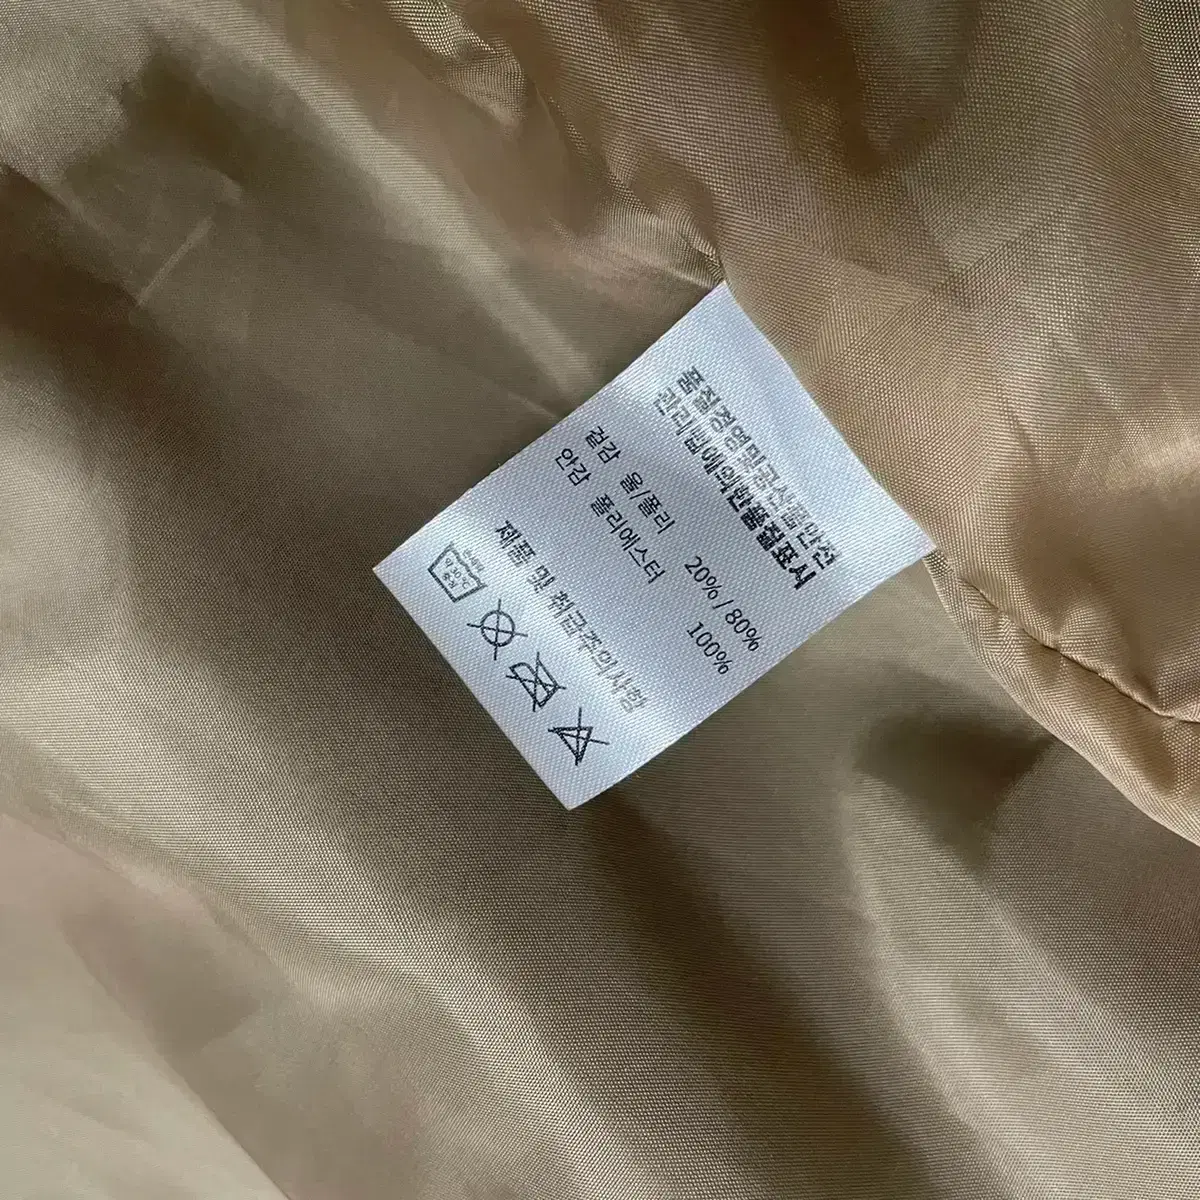 품질경영및공산품안전
관리법에의한품질표시
겉감 울/폴리 20% / 80%
안감 폴리에스터 100%
제품 및 취급주의사항